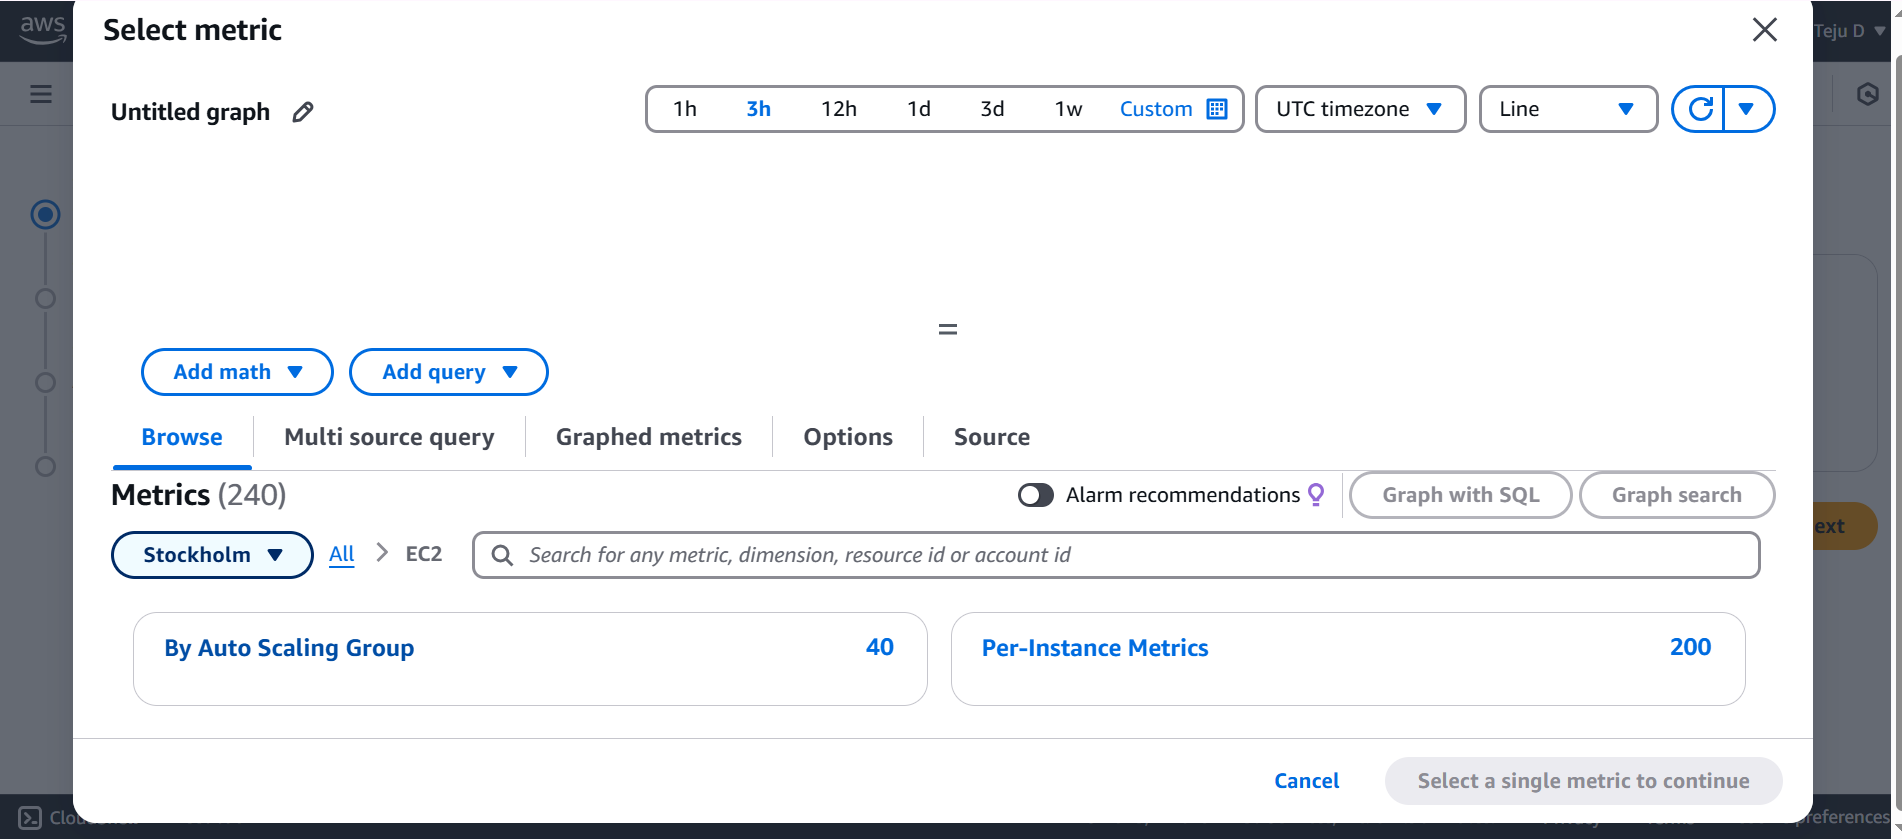 aws
Select metric
Teju D
Untitled graph
1h 3h 12h 1d 3d 1w Custom
UTC timezone
Line
Add math
Add query
Browse
Multi source query
Graphed metrics
Options
Source
Metrics (240)
Alarm recommendations
Graph with SQL
Graph search
Stockholm
All
EC2
Search for any metric, dimension, resource id or account id
ext
By Auto Scaling Group 40
Per-Instance Metrics 200
Cancel
Select a single metric to continue
preferences